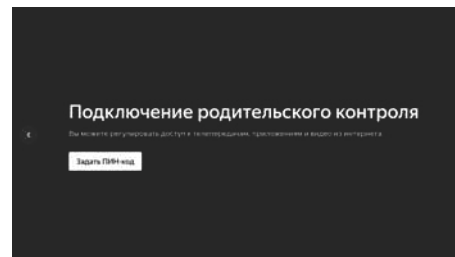 Подключение родительского контроля
Вы можете регулировать доступ к телепередачам, приложениям и видео из интернета
Задать ПИН-код